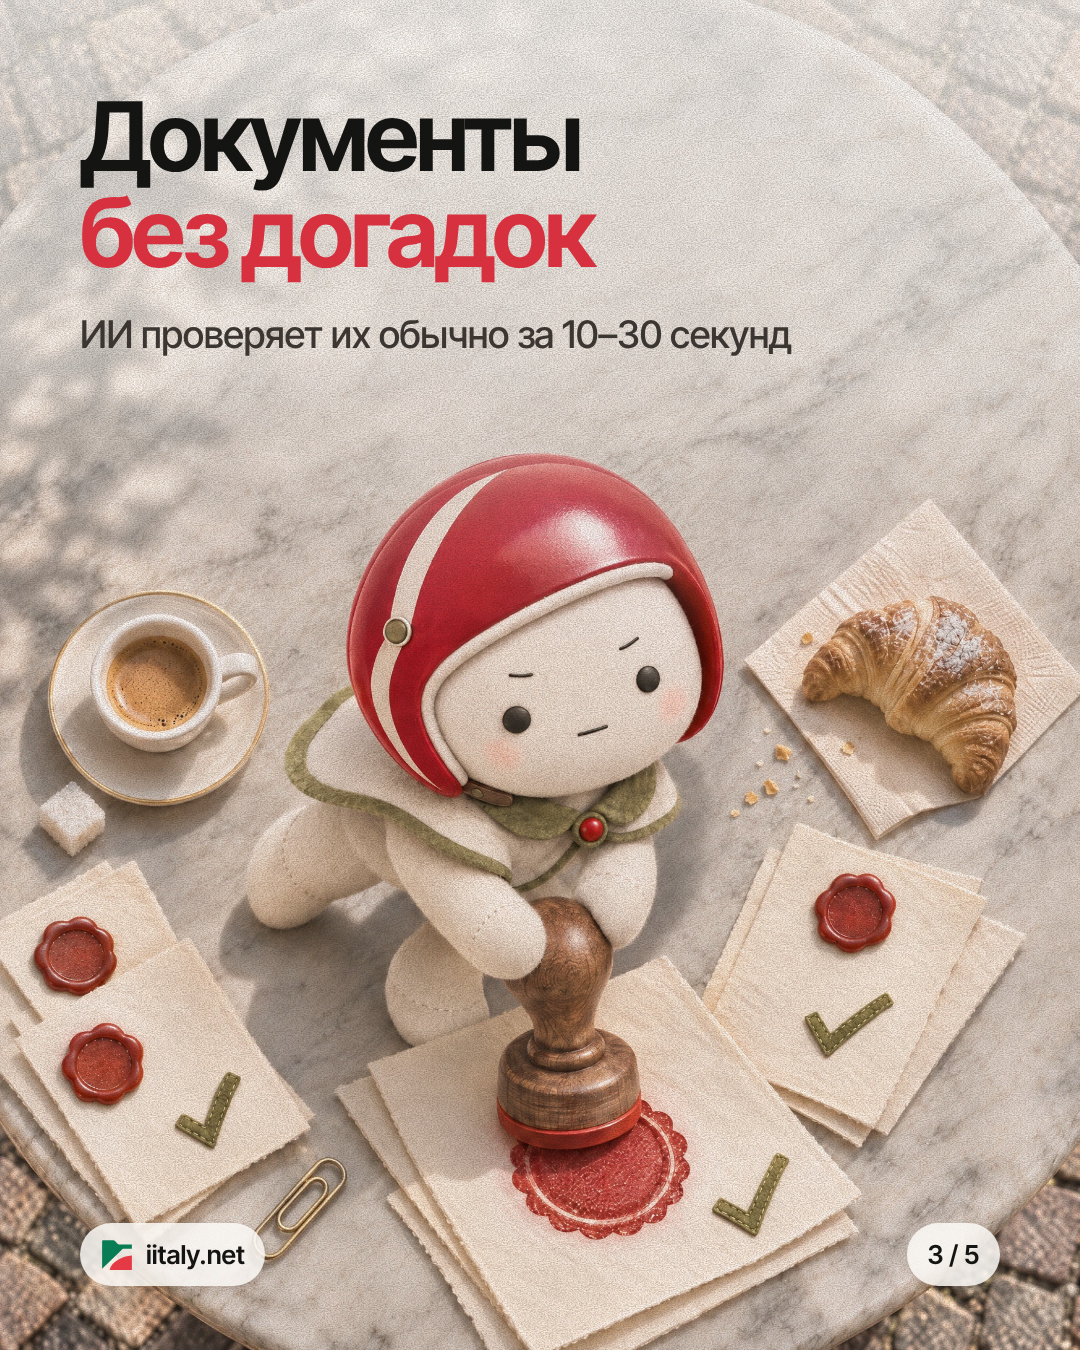 Документы
без догадок
ИИ проверяет их обычно за 10–30 секунд
iitaly.net
3 / 5